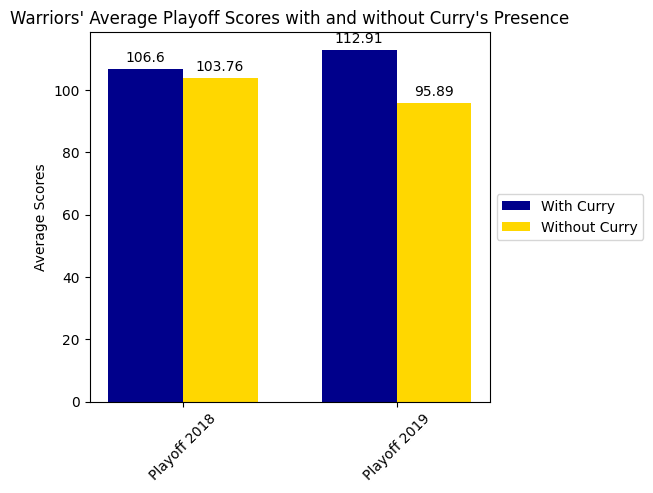 Warriors' Average Playoff Scores with and without Curry's Presence
112.91
106.6
103.76
95.89
100
80
60
40
20
0
Average Scores
With Curry
Without Curry
Playoff 2018
Playoff 2019